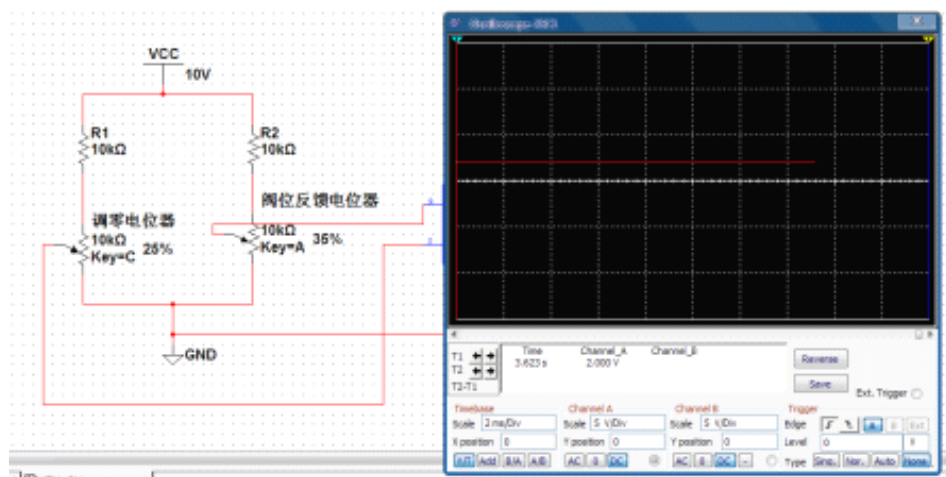 VCC
10V
R1
10kΩ
R2
10kΩ
阀位反馈电位器
调零电位器
10kΩ
Key=C
25%
10kΩ
Key=A
35%
GND
T1
T2
T2-T1
Time
Channel_A
Channel_B
3.623 s
2.000 V
Reverse
Save
Ext. Trigger
Timebase
Scale 2 ms/Div
X position 0
Y/T Add B/A A/B
Channel A
Scale 5 V/Div
Y position 0
AC 0 DC
Channel B
Scale 5 V/Div
Y position 0
AC 0 DC -
Trigger
Edge
A
B
Ext
Level 0
V
Type Sing. Nor. Auto None